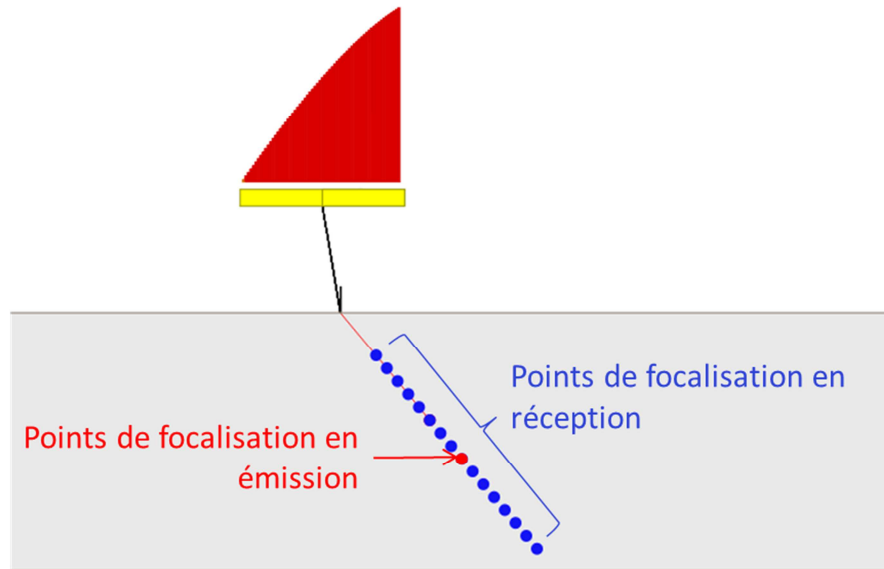 Points de focalisation en
réception
Points de focalisation en
émission